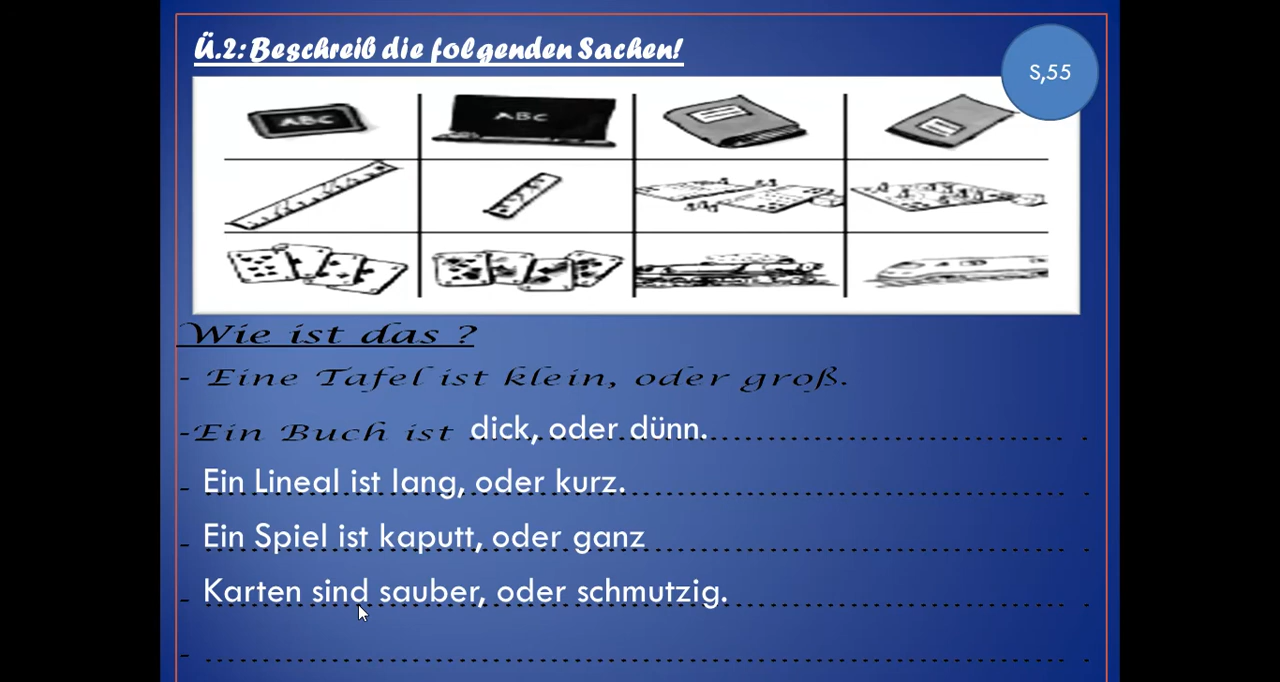 Ü.2: Beschreib die folgenden Sachen!
S,55
ABC
ABC
Wie ist das ?
- Eine Tafel ist klein, oder groß.
-Ein Buch ist dick, oder dünn. .
- Ein Lineal ist lang, oder kurz. .
- Ein Spiel ist kaputt, oder ganz .
- Karten sind sauber, oder schmutzig. .
- .